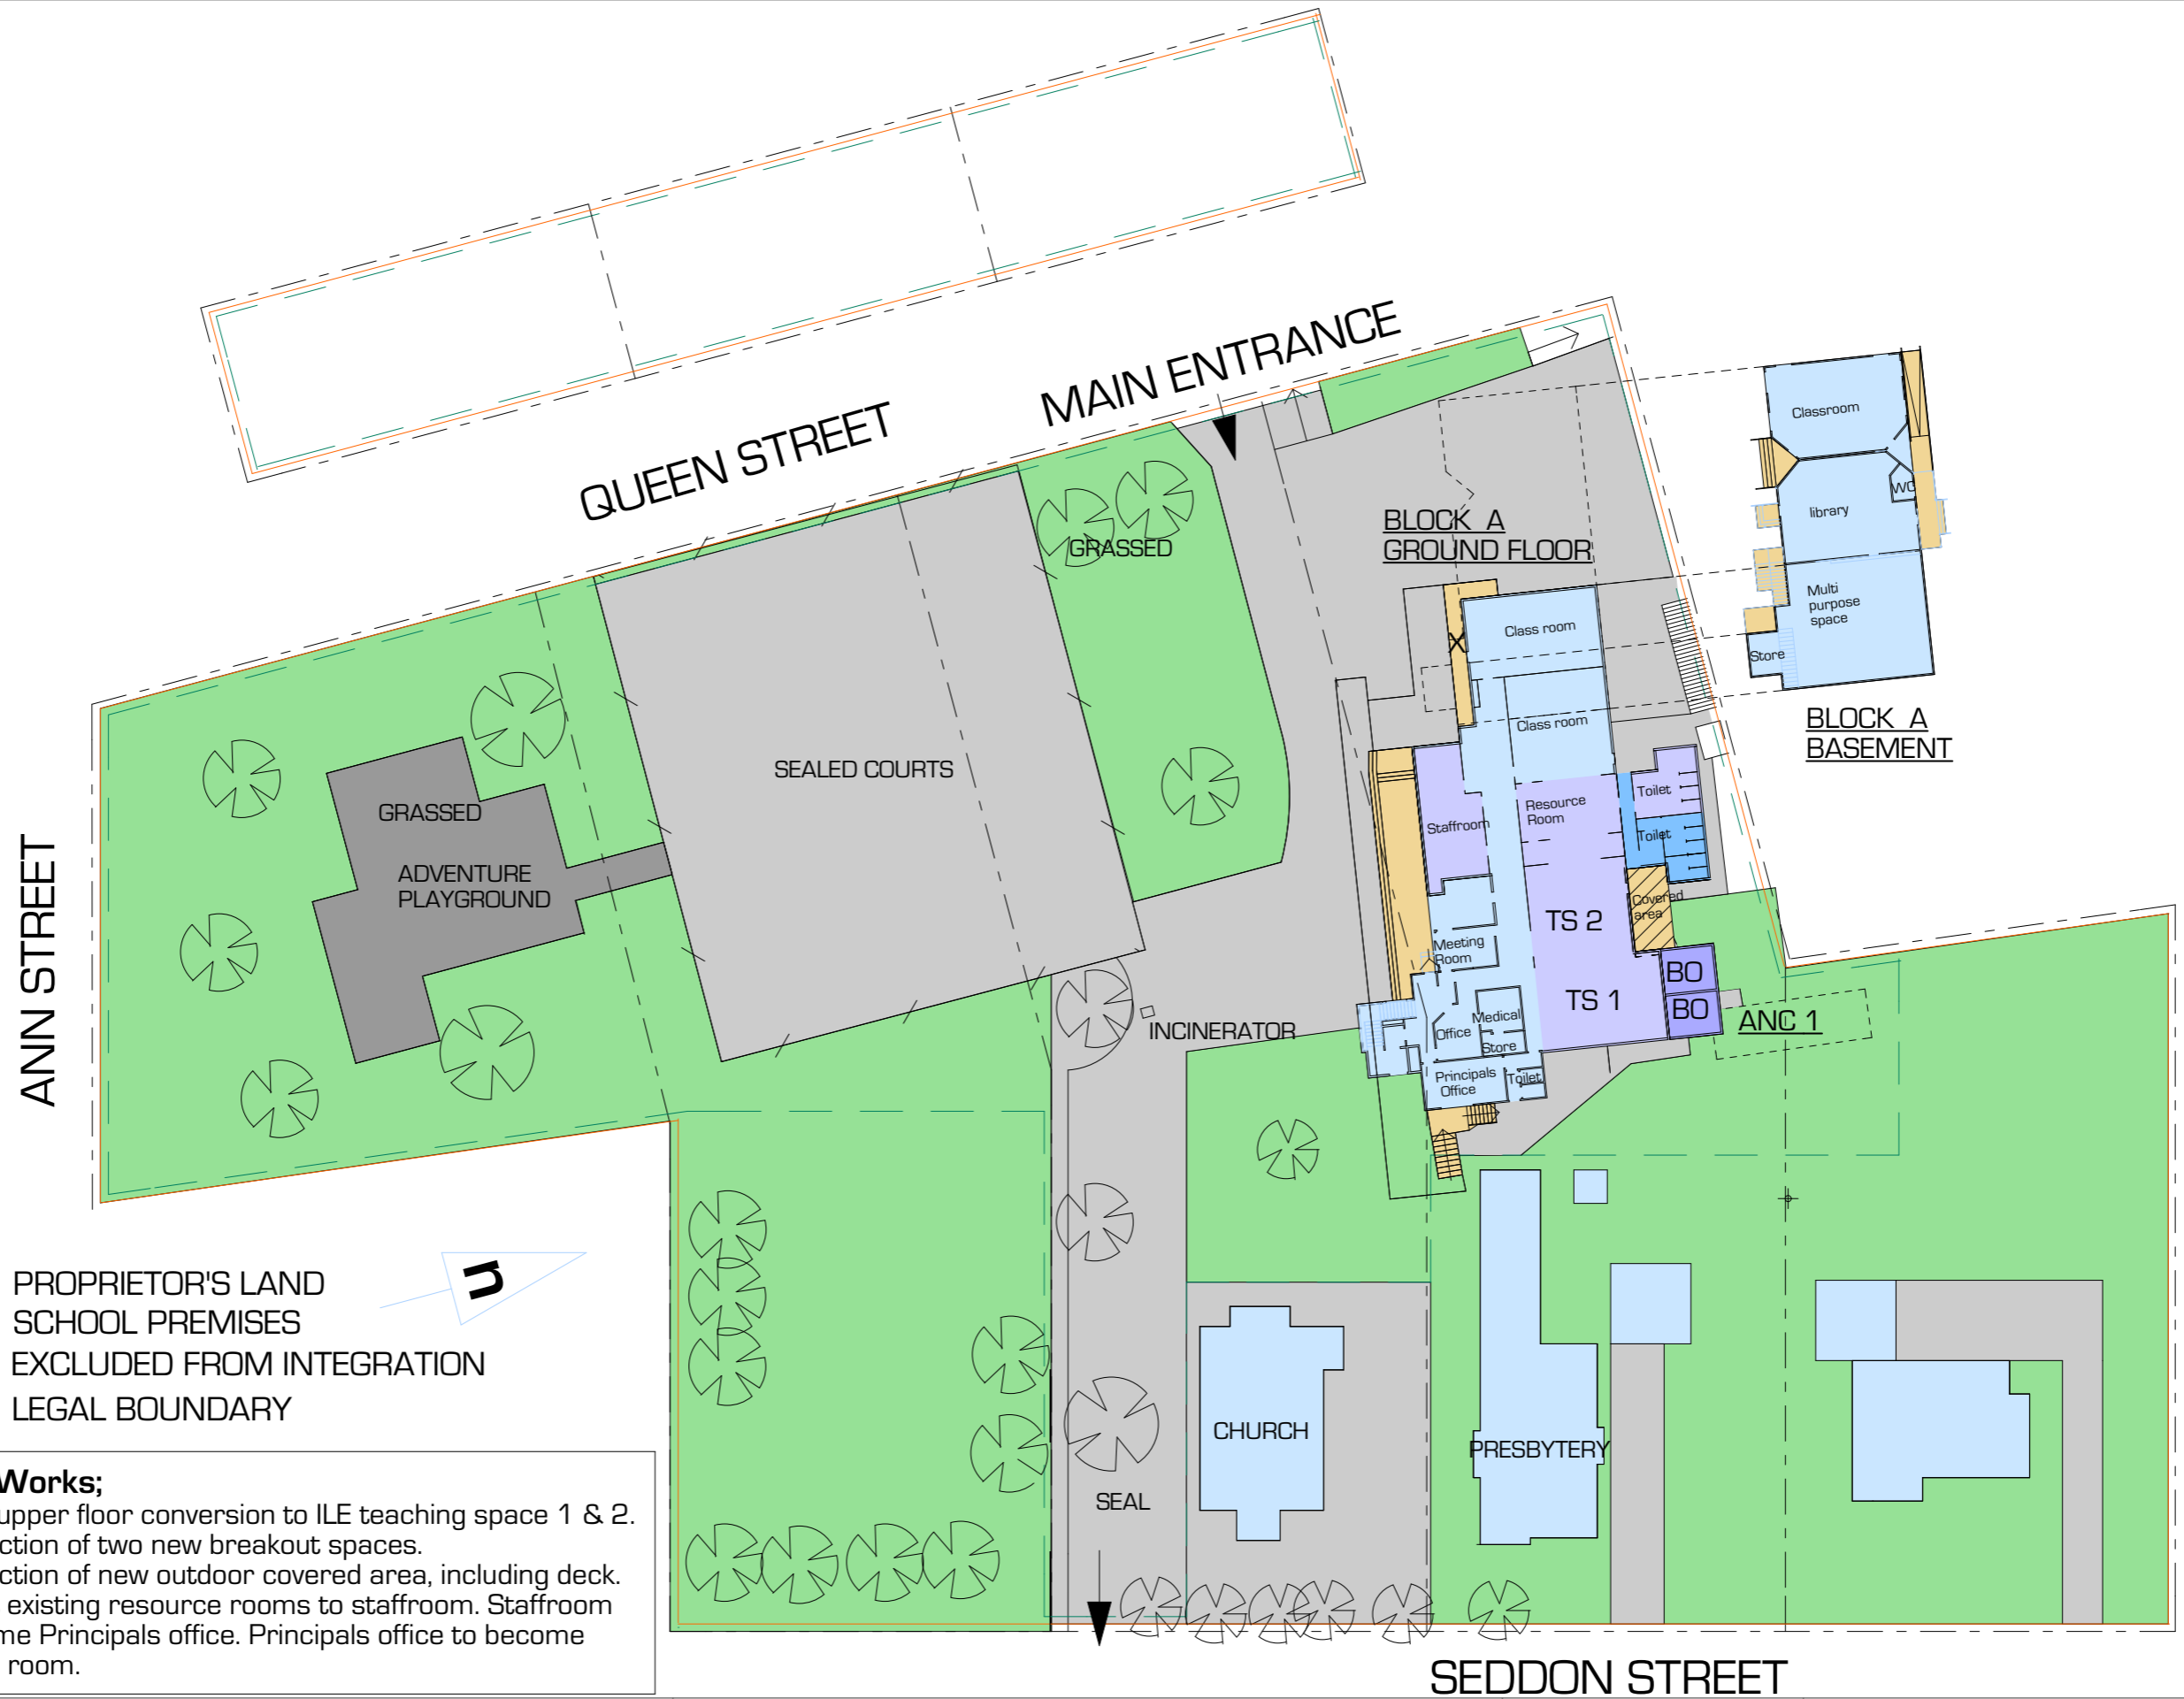 MAIN ENTRANCE
QUEEN STREET
Classroom
WC
library
BLOCK A
GROUND FLOOR
GRASSED
Multi
purpose
space
Class room
Store
BLOCK A
BASEMENT
Class room
SEALED COURTS
Toilet
Resource
Room
GRASSED
Staffroom
Toilet
ANN STREET
ADVENTURE
PLAYGROUND
Covered
area
TS 2
Meeting
Room
BO
TS 1
BO
ANC 1
INCINERATOR
Office
Medical
Store
Principals
Office
Toilet
n
PROPRIETOR'S LAND
SCHOOL PREMISES
EXCLUDED FROM INTEGRATION
LEGAL BOUNDARY
CHURCH
PRESBYTERY
SEAL
Works;
upper floor conversion to ILE teaching space 1 & 2.
ction of two new breakout spaces.
ction of new outdoor covered area, including deck.
existing resource rooms to staffroom. Staffroom
me Principals office. Principals office to become
room.
SEDDON STREET